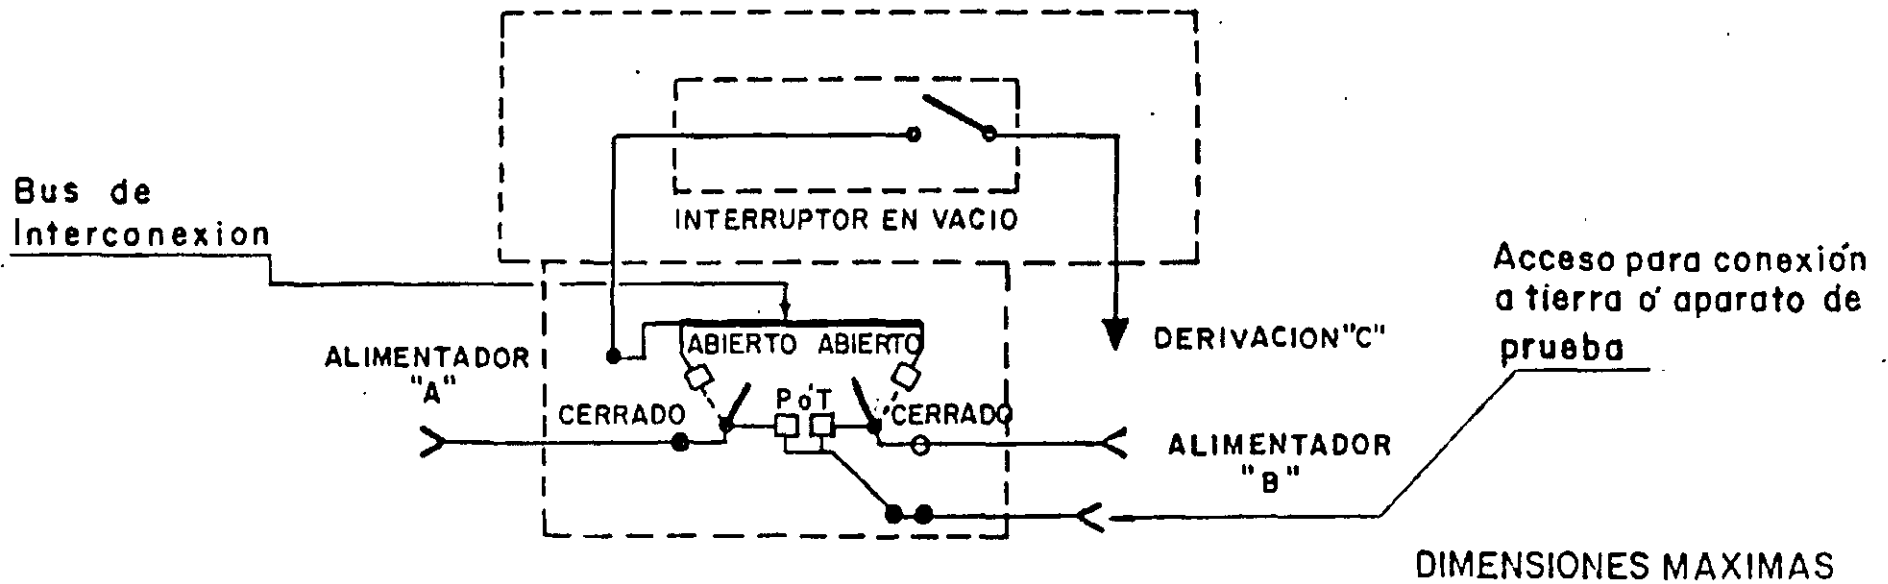 INTERRUPTOR EN VACIO
Bus de
Interconexion
Acceso para conexión
a tierra o' aparato de
prueba
ABIERTO ABIERTO
DERIVACION"C"
ALIMENTADOR
"A"
P o' T
CERRADO
CERRADO
ALIMENTADOR
"B"
DIMENSIONES MAXIMAS